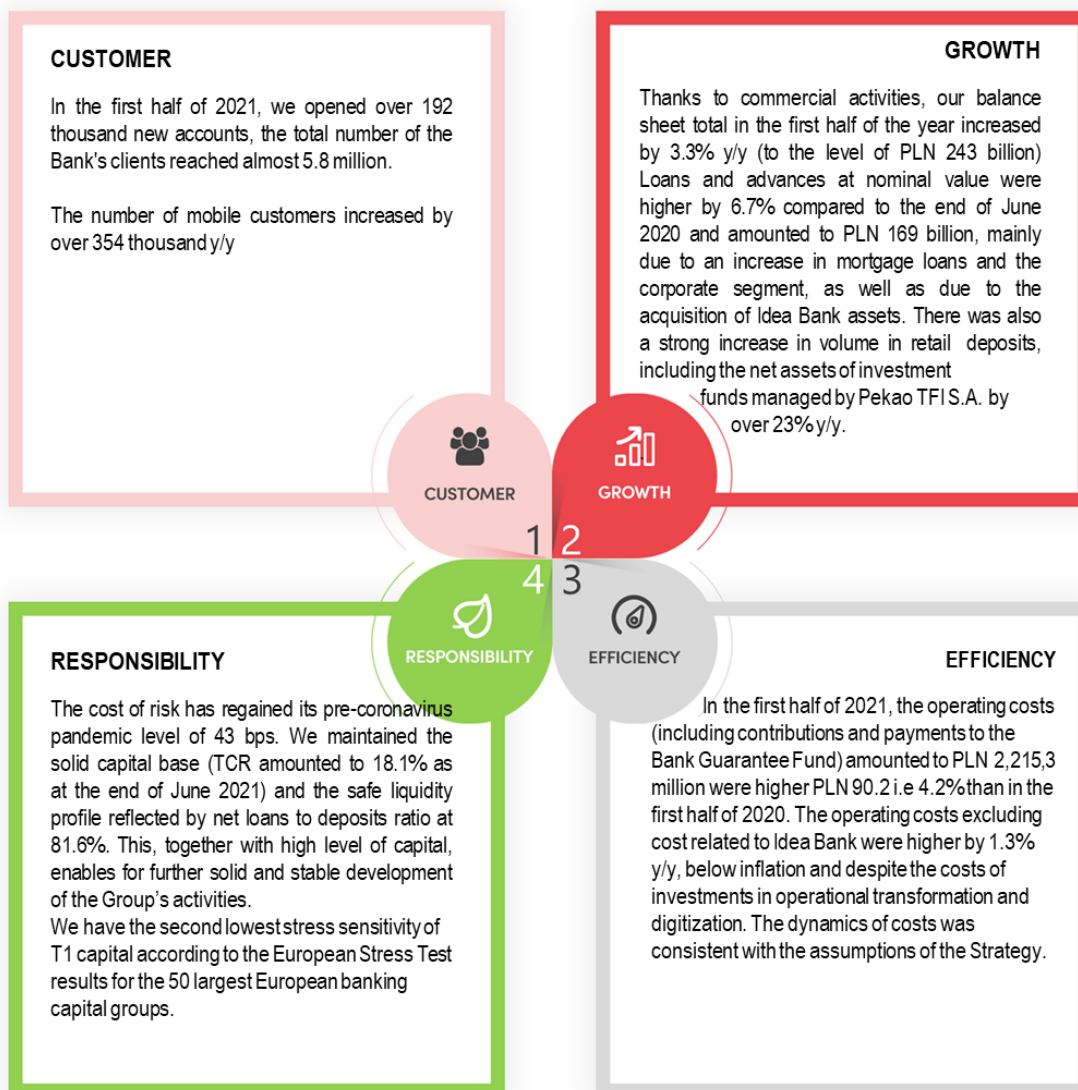 CUSTOMER
In the first half of 2021, we opened over 192
thousand new accounts, the total number of the
Bank's clients reached almost 5.8 million.
The number of mobile customers increased by
over 354 thousand y/y
GROWTH
Thanks to commercial activities, our balance
sheet total in the first half of the year increased
by 3.3% y/y (to the level of PLN 243 billion)
Loans and advances at nominal value were
higher by 6.7% compared to the end of June
2020 and amounted to PLN 169 billion, mainly
due to an increase in mortgage loans and the
corporate segment, as well as due to the
acquisition of Idea Bank assets. There was also
a strong increase in volume in retail deposits,
including the net assets of investment
funds managed by Pekao TFI S.A. by
over 23% y/y.
CUSTOMER
GROWTH
1
2
4
3
RESPONSIBILITY
EFFICIENCY
RESPONSIBILITY
The cost of risk has regained its pre-coronavirus
pandemic level of 43 bps. We maintained the
solid capital base (TCR amounted to 18.1% as
at the end of June 2021) and the safe liquidity
profile reflected by net loans to deposits ratio at
81.6%. This, together with high level of capital,
enables for further solid and stable development
of the Group's activities.
We have the second lowest stress sensitivity of
T1 capital according to the European Stress Test
results for the 50 largest European banking
capital groups.
EFFICIENCY
In the first half of 2021, the operating costs
(including contributions and payments to the
Bank Guarantee Fund) amounted to PLN 2,215,3
million were higher PLN 90.2 i.e 4.2% than in the
first half of 2020. The operating costs excluding
cost related to Idea Bank were higher by 1.3%
y/y, below inflation and despite the costs of
investments in operational transformation and
digitization. The dynamics of costs was
consistent with the assumptions of the Strategy.